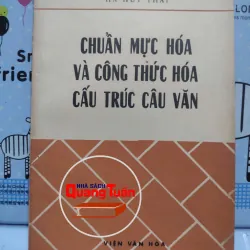 CHUẨN MỰC HÓA
VÀ CÔNG THỨC HÓA
CẤU TRÚC CÂU VĂN
NHÀ SÁCH
Quang Tuấn
VIỆN VĂN HÓA